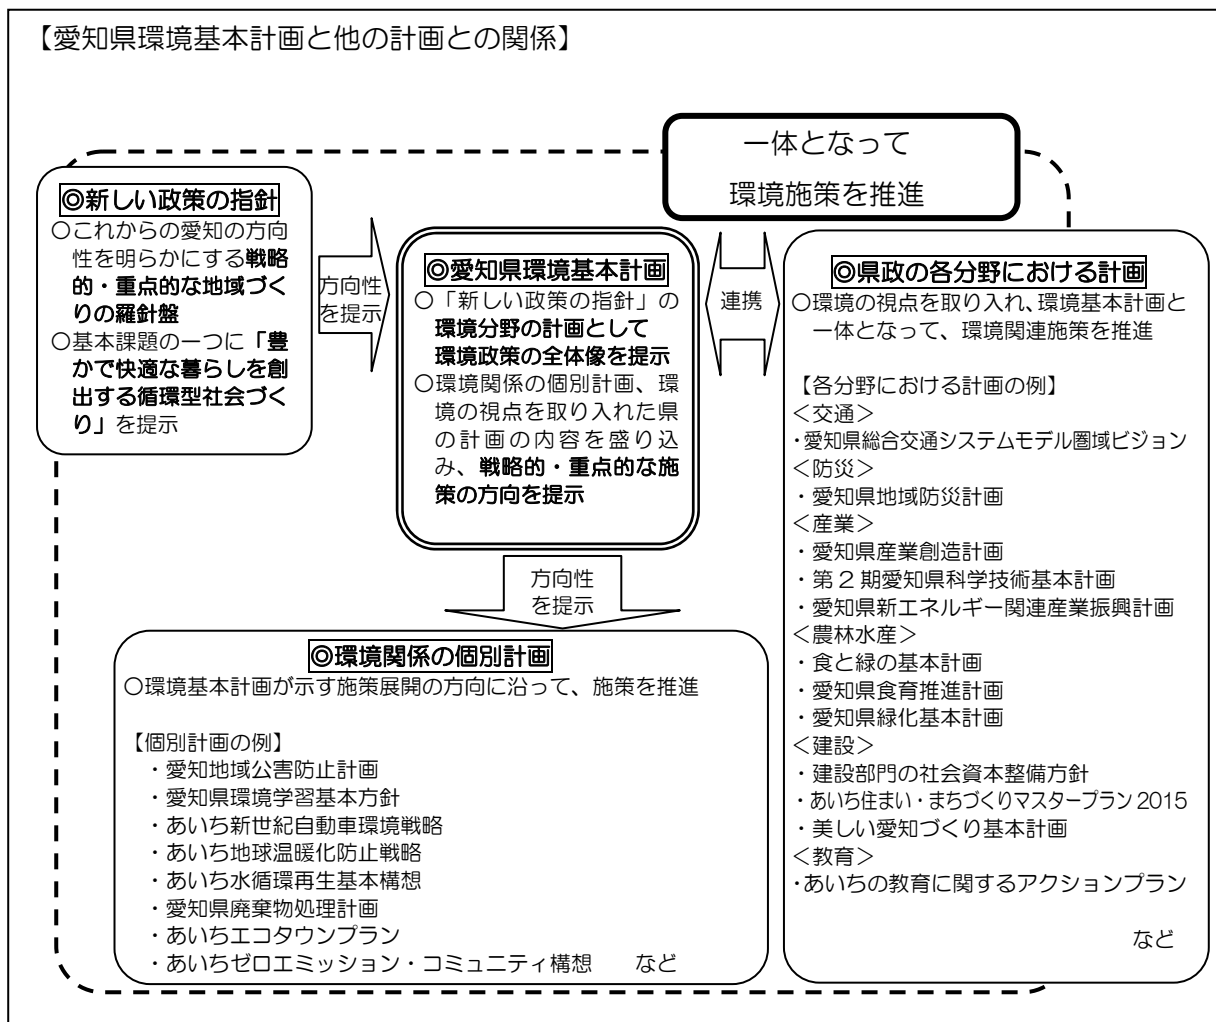 【愛知県環境基本計画と他の計画との関係】
一体となって
環境施策を推進
◎新しい政策の指針
○これからの愛知の方向
性を明らかにする戦略
的・重点的な地域づく
りの羅針盤
○基本課題の一つに「豊
かで快適な暮らしを創
出する循環型社会づく
り」を提示
方向性
を提示
◎愛知県環境基本計画
○「新しい政策の指針」の
環境分野の計画として
環境政策の全体像を提示
○環境関係の個別計画、環
境の視点を取り入れた県
の計画の内容を盛り込
み、戦略的・重点的な施
策の方向を提示
連携
◎県政の各分野における計画
○環境の視点を取り入れ、環境基本計画と
一体となって、環境関連施策を推進
【各分野における計画の例】
＜交通＞
・愛知県総合交通システムモデル圏域ビジョン
＜防災＞
・愛知県地域防災計画
＜産業＞
・愛知県産業創造計画
・第２期愛知県科学技術基本計画
・愛知県新エネルギー関連産業振興計画
＜農林水産＞
・食と緑の基本計画
・愛知県食育推進計画
・愛知県緑化基本計画
＜建設＞
・建設部門の社会資本整備方針
・あいち住まい・まちづくりマスタープラン2015
・美しい愛知づくり基本計画
＜教育＞
・あいちの教育に関するアクションプラン
など
方向性
を提示
◎環境関係の個別計画
○環境基本計画が示す施策展開の方向に沿って、施策を推進
【個別計画の例】
・愛知地域公害防止計画
・愛知県環境学習基本方針
・あいち新世紀自動車環境戦略
・あいち地球温暖化防止戦略
・あいち水循環再生基本構想
・愛知県廃棄物処理計画
・あいちエコタウンプラン
・あいちゼロエミッション・コミュニティ構想　　など